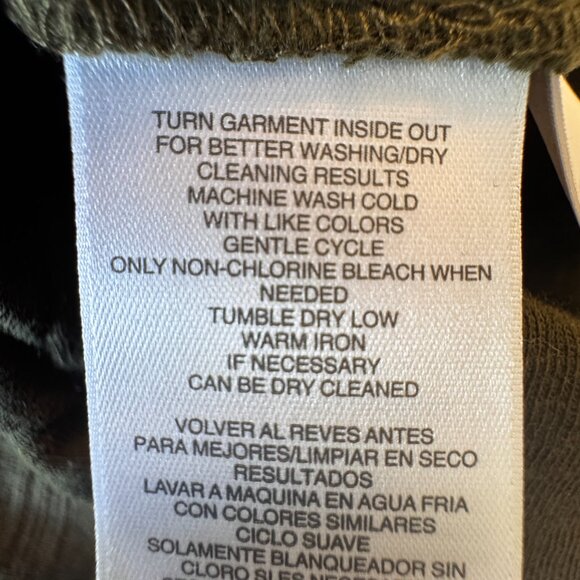 TURN GARMENT INSIDE OUT
FOR BETTER WASHING/DRY
CLEANING RESULTS
MACHINE WASH COLD
WITH LIKE COLORS
GENTLE CYCLE
ONLY NON-CHLORINE BLEACH WHEN
NEEDED
TUMBLE DRY LOW
WARM IRON
IF NECESSARY
CAN BE DRY CLEANED
VOLVER AL REVES ANTES
PARA MEJORES/LIMPIAR EN SECO
RESULTADOS
LAVAR A MAQUINA EN AGUA FRIA
CON COLORES SIMILARES
CICLO SUAVE
SOLAMENTE BLANQUEADOR SIN